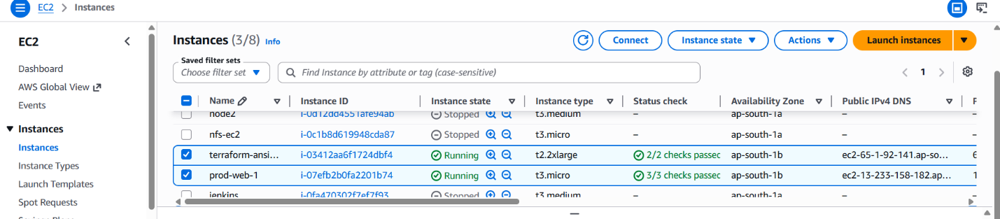 EC2 > Instances
EC2
Dashboard
AWS Global View
Events
Instances
Instances
Instance Types
Launch Templates
Spot Requests
Savings Plans
Instances (3/8) Info
Connect
Instance state
Actions
Launch instances
Saved filter sets
Choose filter set
Find Instance by attribute or tag (case-sensitive)
1
Name Instance ID Instance state Instance type Status check Availability Zone Public IPv4 DNS P
node2 i-0d12dd4551afe94ab Stopped t3.medium – ap-south-1a –
nfs-ec2 i-0c1b8d619948cda87 Stopped t3.micro – ap-south-1a – –
terraform-ansi... i-03412aa6f1724dbf4 Running t2.2xlarge 2/2 checks passed ap-south-1b ec2-65-1-92-141.ap-so... 6
prod-web-1 i-07efb2b0fa2201b74 Running t3.micro 3/3 checks passed ap-south-1b ec2-13-233-158-182.ap... 1
jenkins i-0fa470302f7ef7f93 Stopped t3.medium – ap-south-1a –